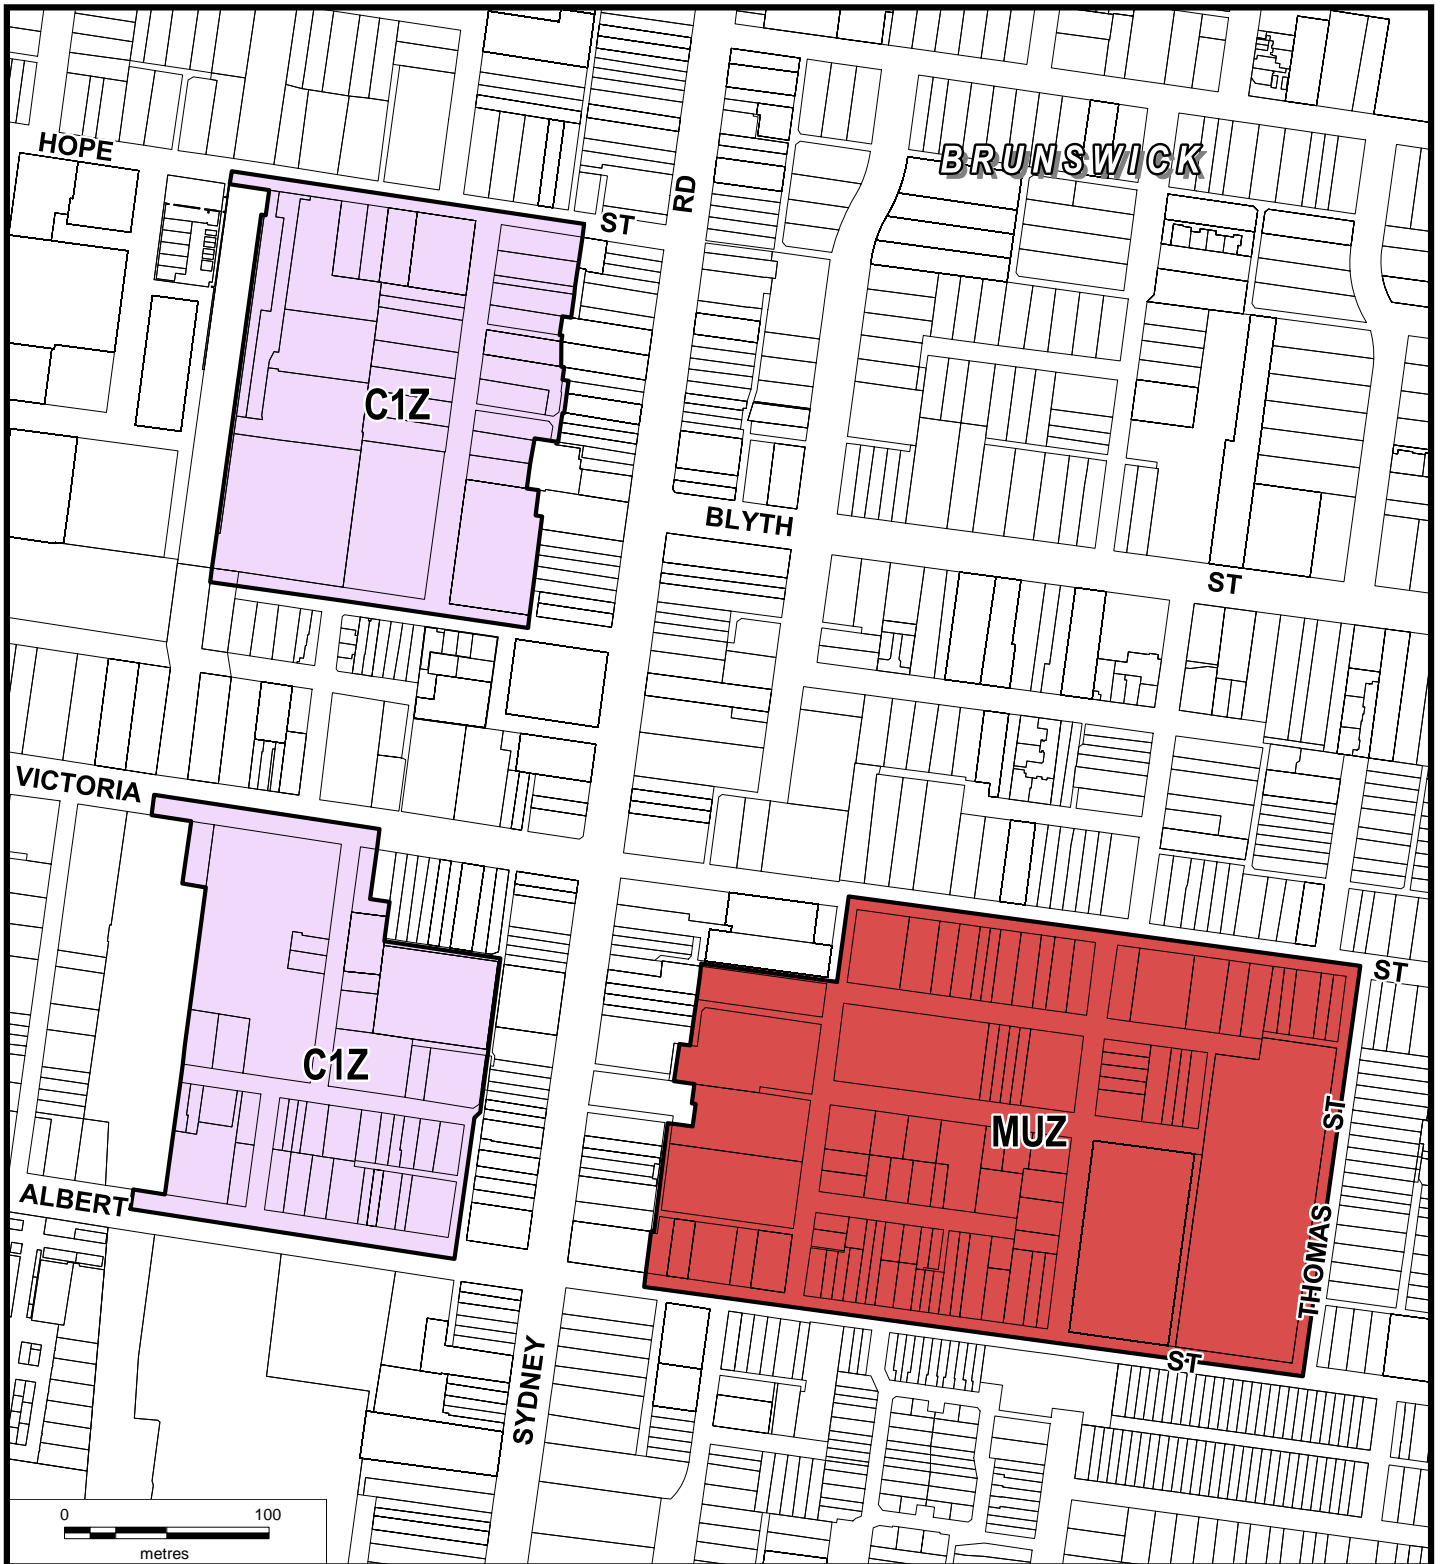 HOPE
BRUNSWICK
RD
ST
C1Z
BLYTH
ST
VICTORIA
ST
C1Z
MUZ
ST
ALBERT
THOMAS
SYDNEY
ST
0 100
metres